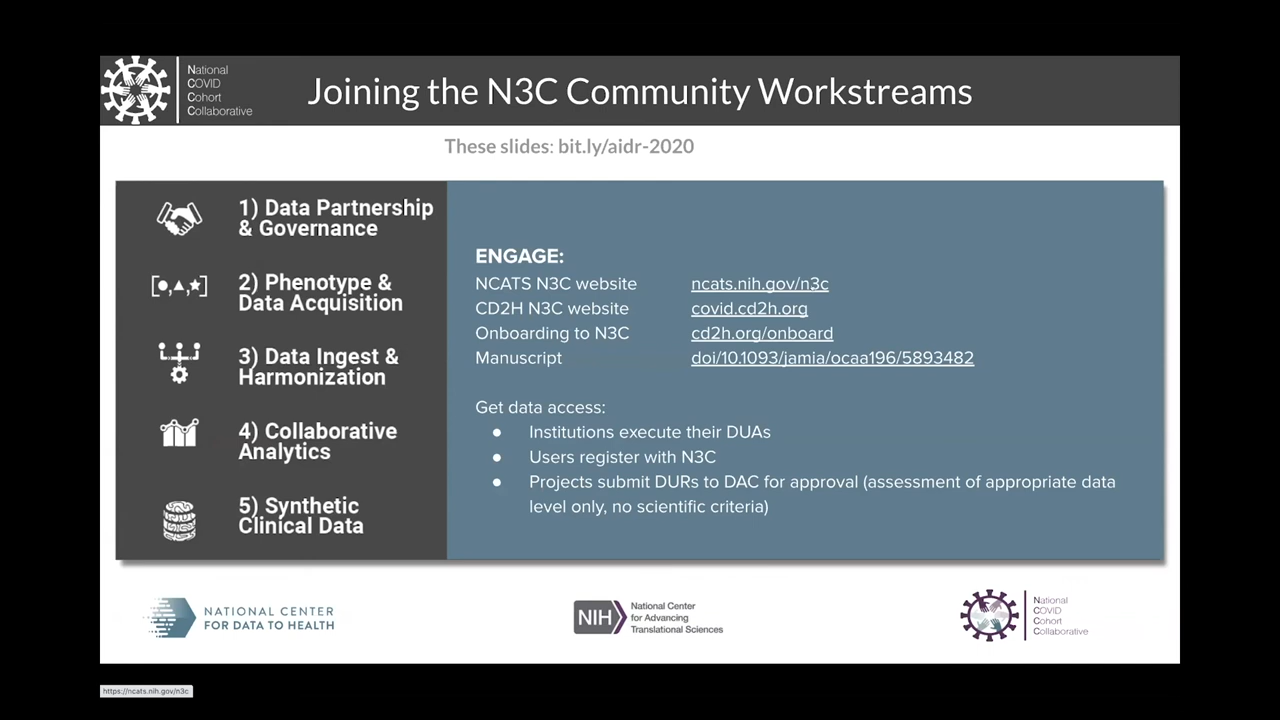 National
COVID
Cohort
Collaborative
Joining the N3C Community Workstreams
These slides: bit.ly/aidr-2020
1) Data Partnership
& Governance
2) Phenotype &
Data Acquisition
3) Data Ingest &
Harmonization
4) Collaborative
Analytics
5) Synthetic
Clinical Data
ENGAGE:
NCATS N3C website ncats.nih.gov/n3c
CD2H N3C website covid.cd2h.org
Onboarding to N3C cd2h.org/onboard
Manuscript doi/10.1093/jamia/ocaa196/5893482
Get data access:
● Institutions execute their DUAs
● Users register with N3C
● Projects submit DURs to DAC for approval (assessment of appropriate data
level only, no scientific criteria)
NATIONAL CENTER
FOR DATA TO HEALTH
NIH
National Center
for Advancing
Translational Sciences
National
COVID
Cohort
Collaborative
https://ncats.nih.gov/n3c